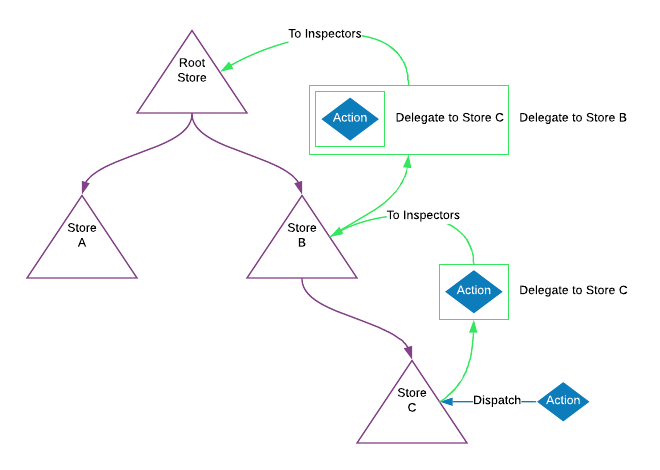 To Inspectors
Root
Store
Action
Delegate to Store C
Delegate to Store B
Store
A
Store
B
To Inspectors
Action
Delegate to Store C
Store
C
Dispatch
Action